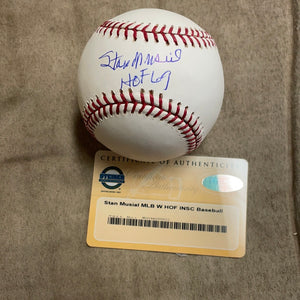 Stan Musial
HOF 69
CERTIFICATE OF AUTHENTICITY
Stan Musial MLB W HOF INSC Baseball